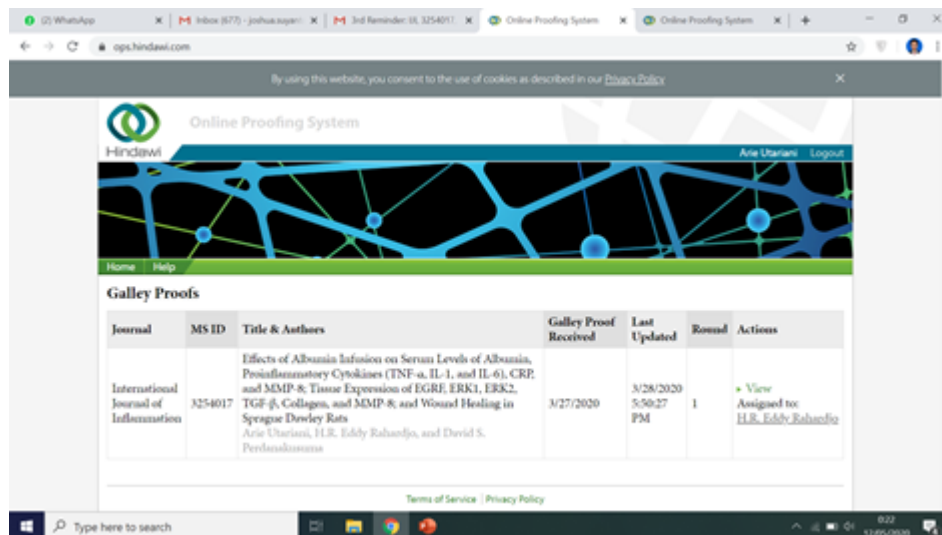 (2) WhatsApp
Inbox (677) - joshua.suyan
3rd Reminder: IJI, 3254017:
Online Proofing System
Online Proofing System
ops.hindawi.com
By using this website, you consent to the use of cookies as described in our Privacy Policy
Online Proofing System
Hindawi
Arie Utariani Logout
Home Help
Galley Proofs
Journal MS ID Title & Authors Galley Proof Received Last Updated Round Actions
International Journal of Inflammation
3254017
Effects of Albumin Infusion on Serum Levels of Albumin,
Proinflammatory Cytokines (TNF-α, IL-1, and IL-6), CRP,
and MMP-8; Tissue Expression of EGRF, ERK1, ERK2,
TGF-β, Collagen, and MMP-8; and Wound Healing in
Sprague Dawley Rats
Arie Utariani, H.R. Eddy Rahardjo, and David S.
Perdanakusuma
3/27/2020
3/28/2020
5:50:27
PM
1
View
Assigned to:
H.R. Eddy Rahardjo
Terms of Service | Privacy Policy
Type here to search
0:22
12/05/2020